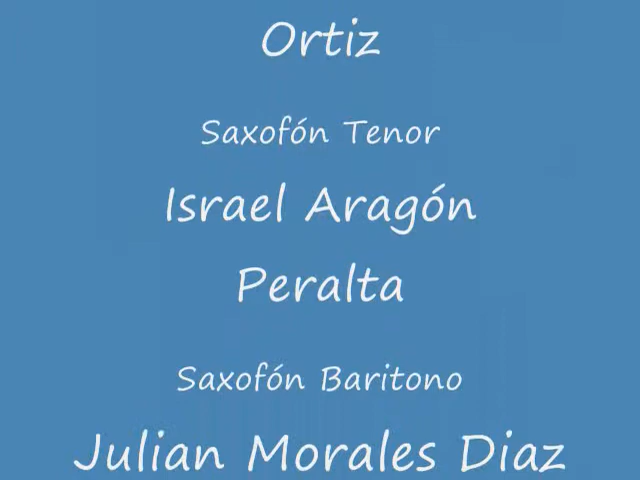 Ortiz
Saxofón Tenor
Israel Aragón
Peralta
Saxofón Baritono
Julian Morales Diaz